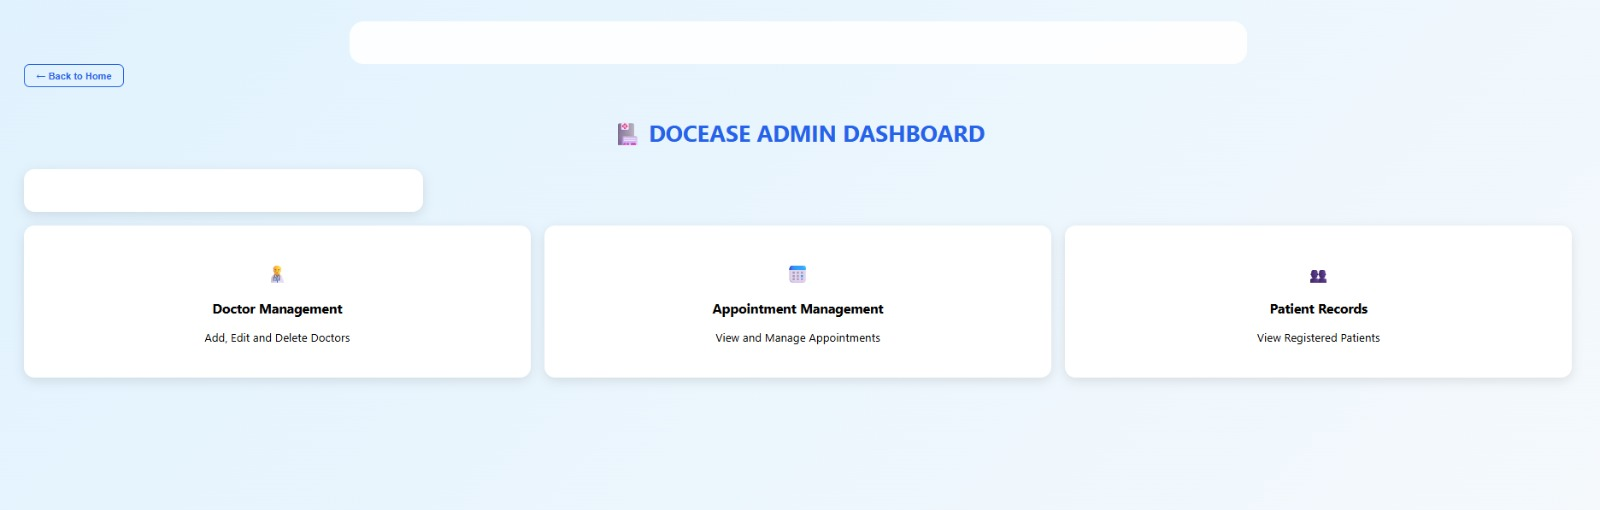 ← Back to Home
DOCEASE ADMIN DASHBOARD
Doctor Management
Add, Edit and Delete Doctors
Appointment Management
View and Manage Appointments
Patient Records
View Registered Patients